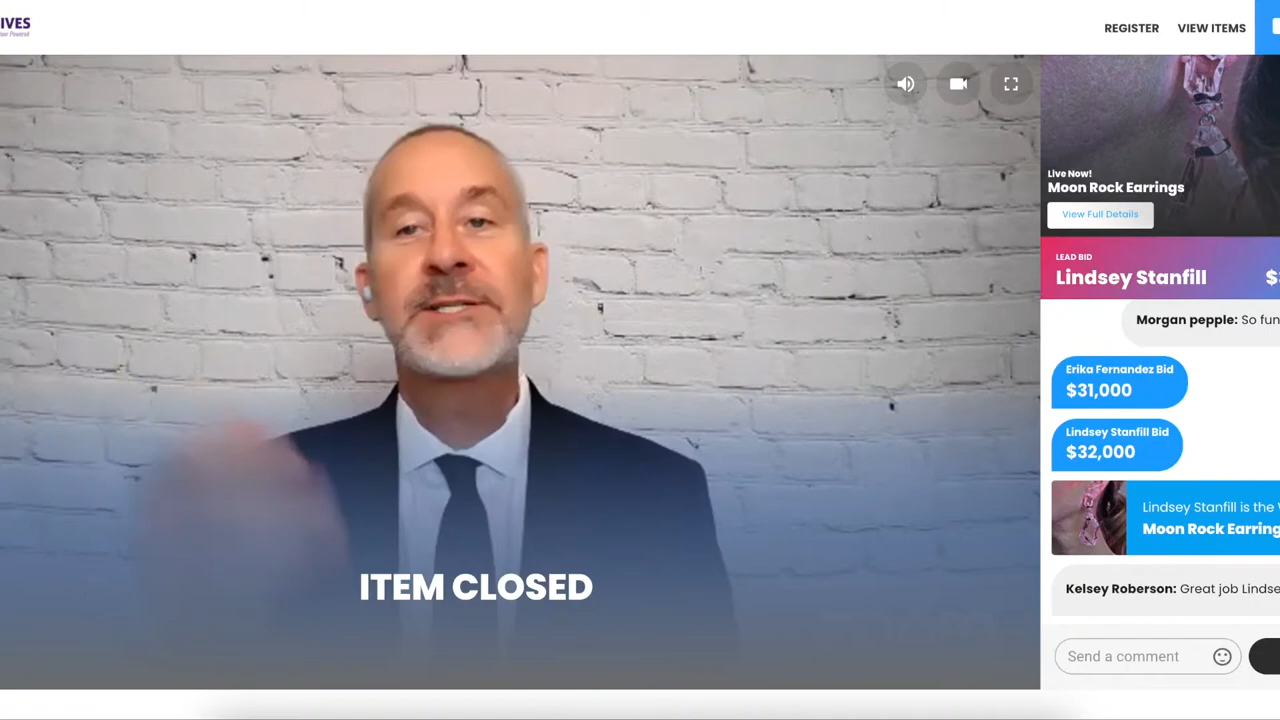 IVES
REGISTER
VIEW ITEMS
Live Now!
Moon Rock Earrings
View Full Details
LEAD BID
Lindsey Stanfill
$
Morgan pepple: So fun
Erika Fernandez Bid
$31,000
Lindsey Stanfill Bid
$32,000
Lindsey Stanfill is the
Moon Rock Earring
Kelsey Roberson: Great job Lindse
ITEM CLOSED
Send a comment